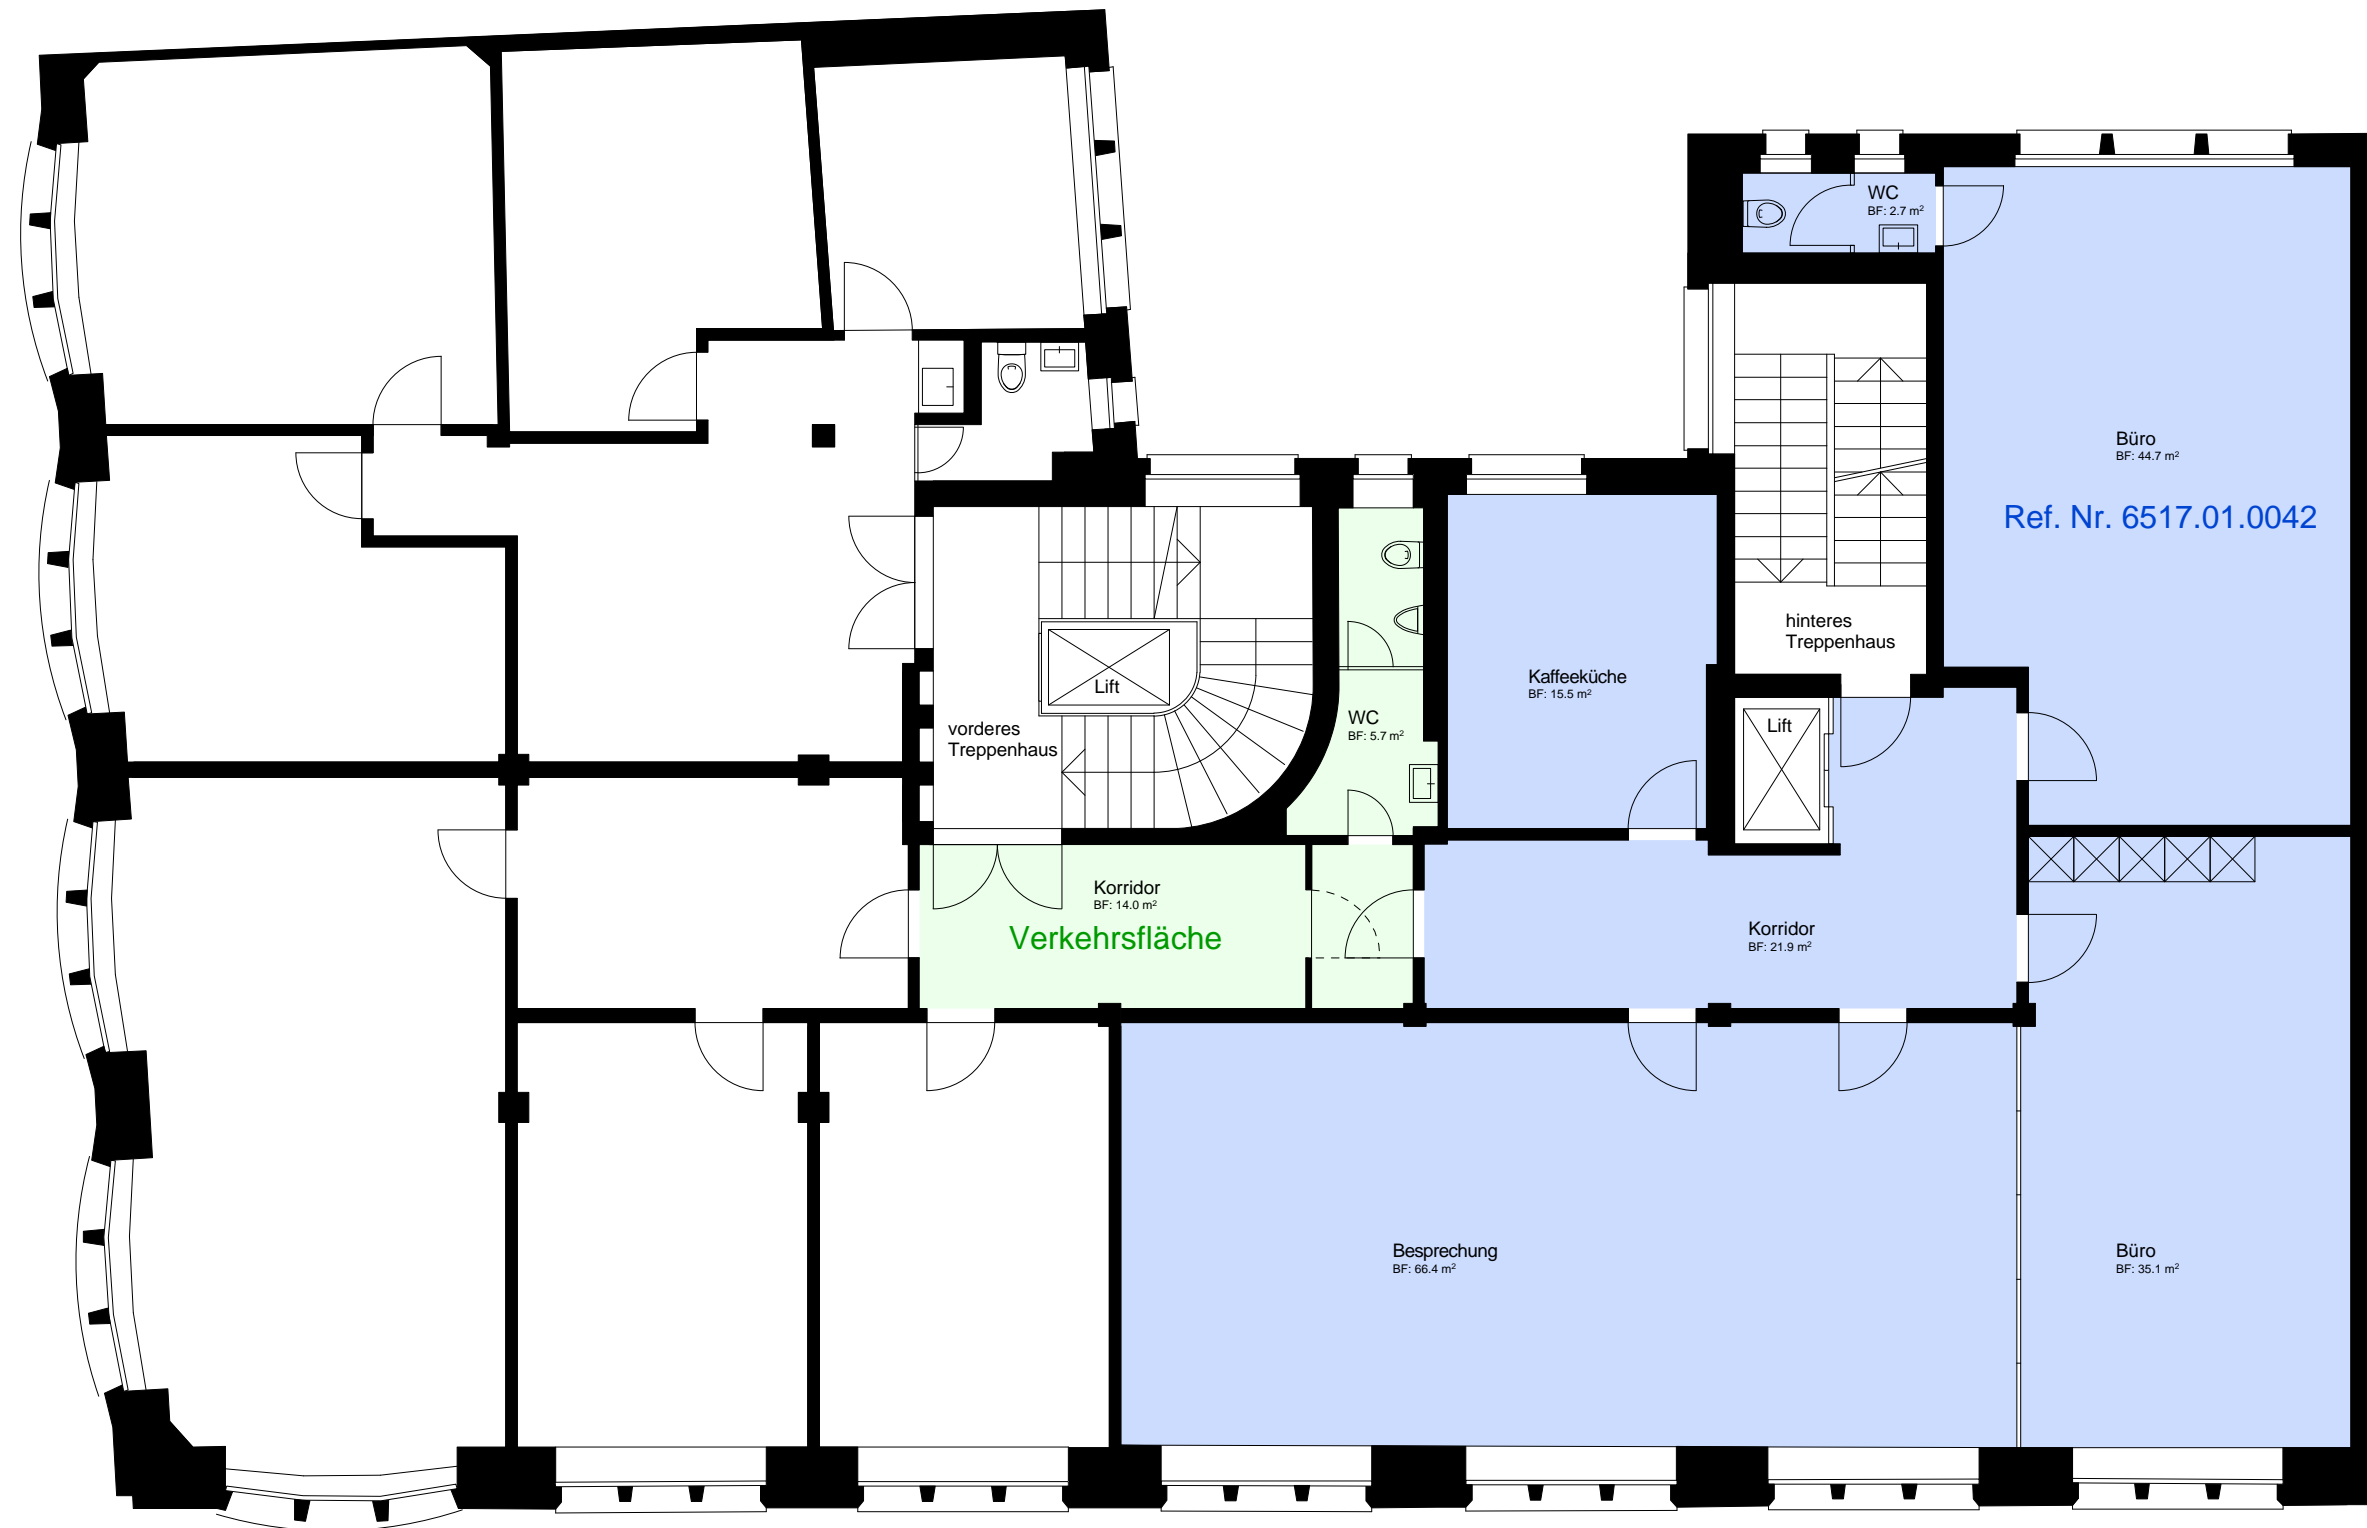 WC
BF: 2.7 m²
Büro
BF: 44.7 m²
Ref. Nr. 6517.01.0042
hinteres
Treppenhaus
Kaffeeküche
BF: 15.5 m²
Lift
WC
BF: 5.7 m²
Lift
vorderes
Treppenhaus
Korridor
BF: 14.0 m²
Verkehrsfläche
Korridor
BF: 21.9 m²
Besprechung
BF: 66.4 m²
Büro
BF: 35.1 m²